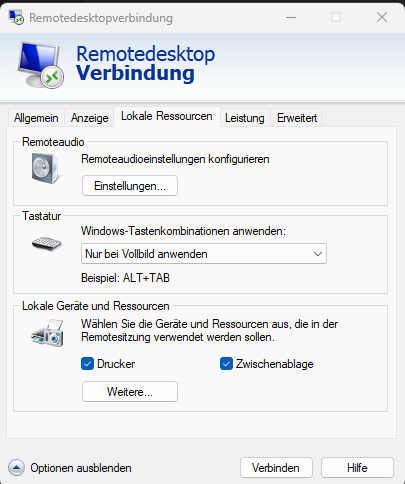 Remotedesktopverbindung
Remotedesktop
Verbindung
Allgemein Anzeige Lokale Ressourcen Leistung Erweitert
Remoteaudio
Remoteaudioeinstellungen konfigurieren
Einstellungen...
Tastatur
Windows-Tastenkombinationen anwenden:
Nur bei Vollbild anwenden
Beispiel: ALT+TAB
Lokale Geräte und Ressourcen
Wählen Sie die Geräte und Ressourcen aus, die in der
Remotesitzung verwendet werden sollen.
Drucker Zwischenablage
Weitere...
Optionen ausblenden Verbinden Hilfe